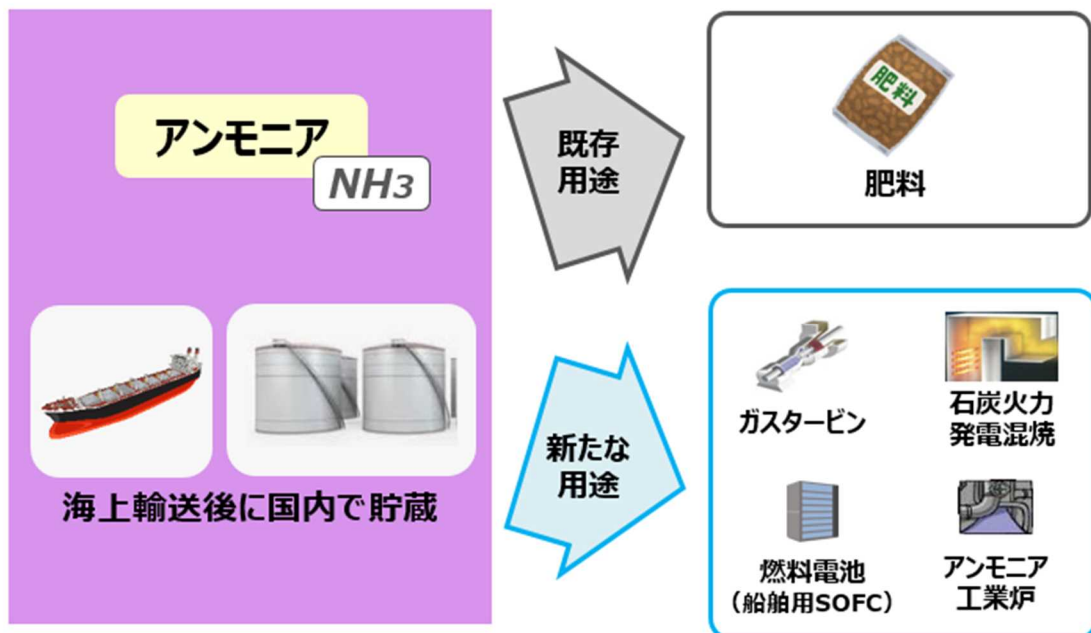 アンモニア
NH3
海上輸送後に国内で貯蔵
既存
用途
肥料
肥料
新たな
用途
ガスタービン
石炭火力
発電混焼
燃料電池
（船舶用SOFC）
アンモニア
工業炉